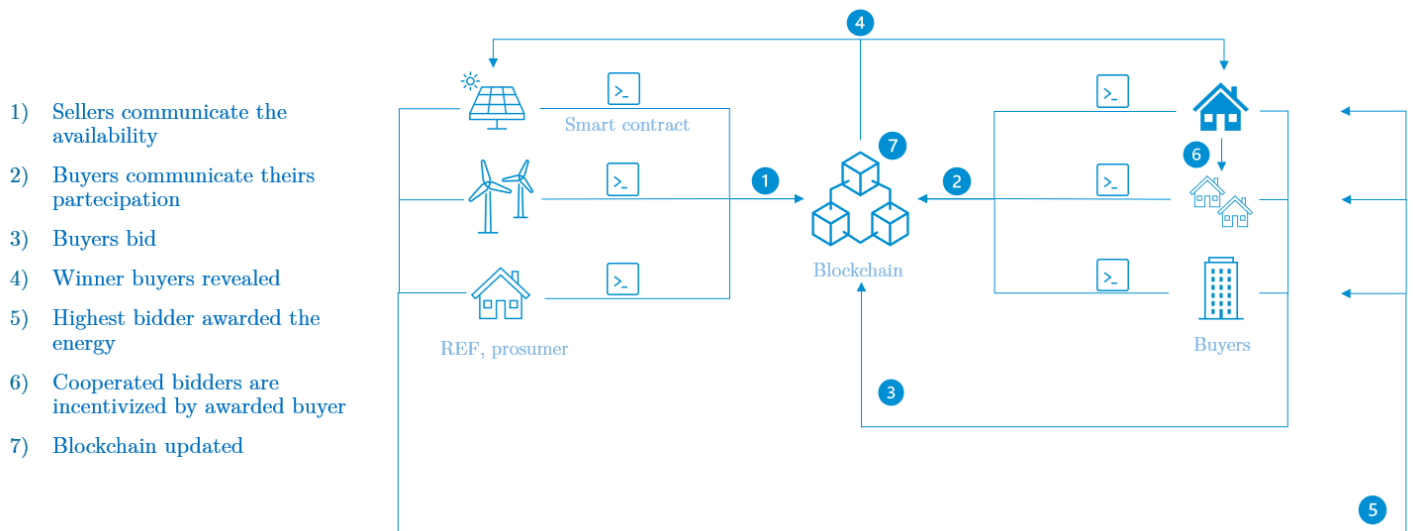 1) Sellers communicate the
availability
2) Buyers communicate theirs
partecipation
3) Buyers bid
4) Winner buyers revealed
5) Highest bidder awarded the
energy
6) Cooperated bidders are
incentivized by awarded buyer
7) Blockchain updated
4
>_
>_
Smart contract
7
6
>_
1
2
>_
Blockchain
>_
>_
REF, prosumer
Buyers
3
5